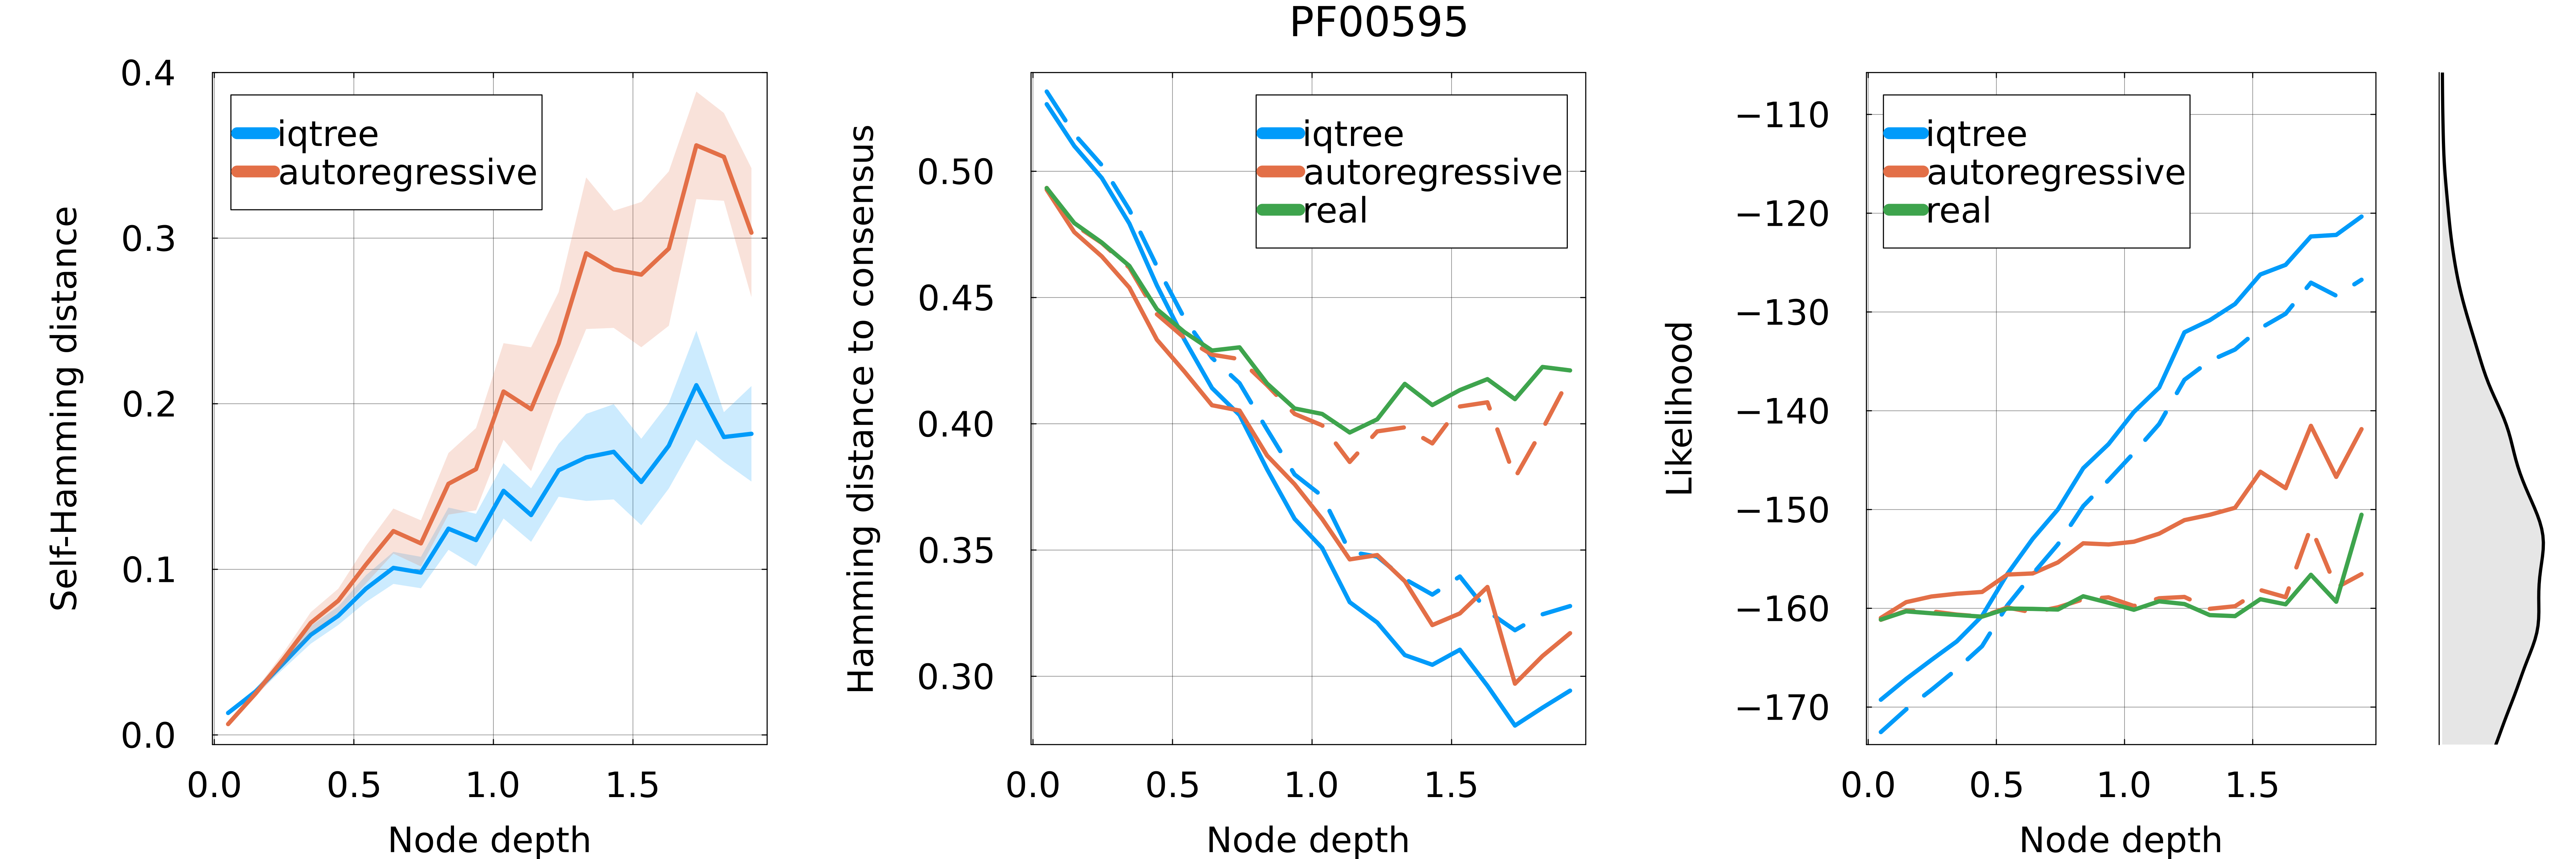 PF00595
Self-Hamming distance
0.4
0.3
0.2
0.1
0.0
iqtree
autoregressive
0.0 0.5 1.0 1.5
Node depth
Hamming distance to consensus
0.50
0.45
0.40
0.35
0.30
iqtree
autoregressive
real
0.0 0.5 1.0 1.5
Node depth
Likelihood
−110
−120
−130
−140
−150
−160
−170
iqtree
autoregressive
real
0.0 0.5 1.0 1.5
Node depth